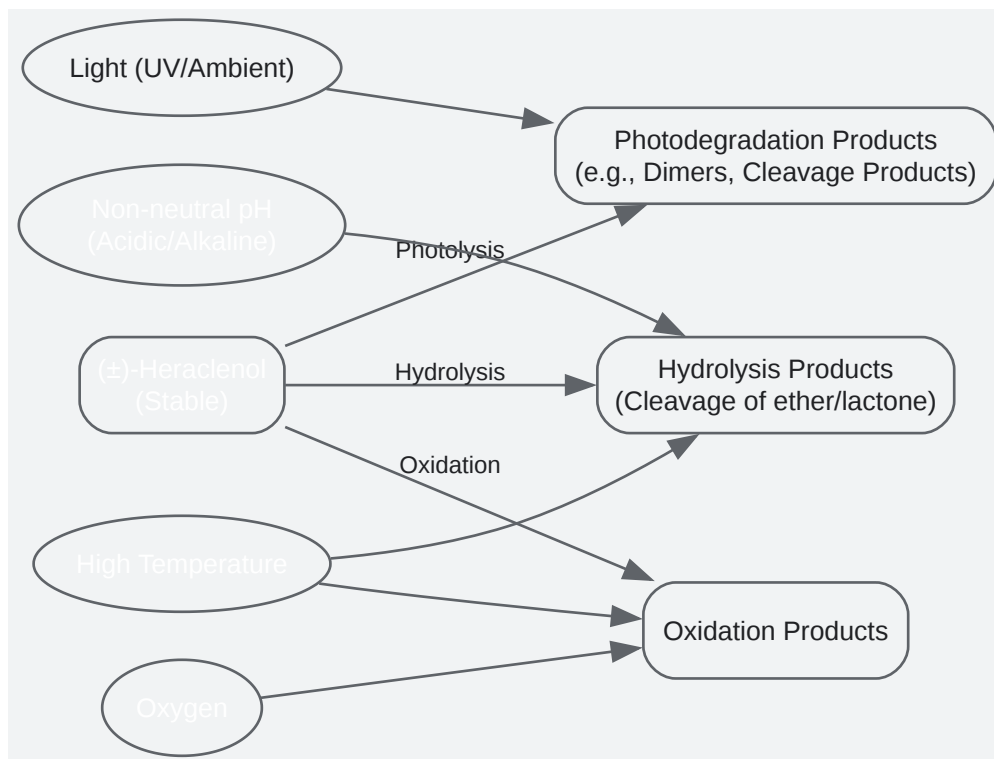 Light (UV/Ambient)
Photodegradation Products
(e.g., Dimers, Cleavage Products)
Non-neutral pH
(Acidic/Alkaline)
Photolysis
(±)-Heraclenol
(Stable)
Hydrolysis
Hydrolysis Products
(Cleavage of ether/lactone)
Oxidation
High Temperature
Oxidation Products
Oxygen